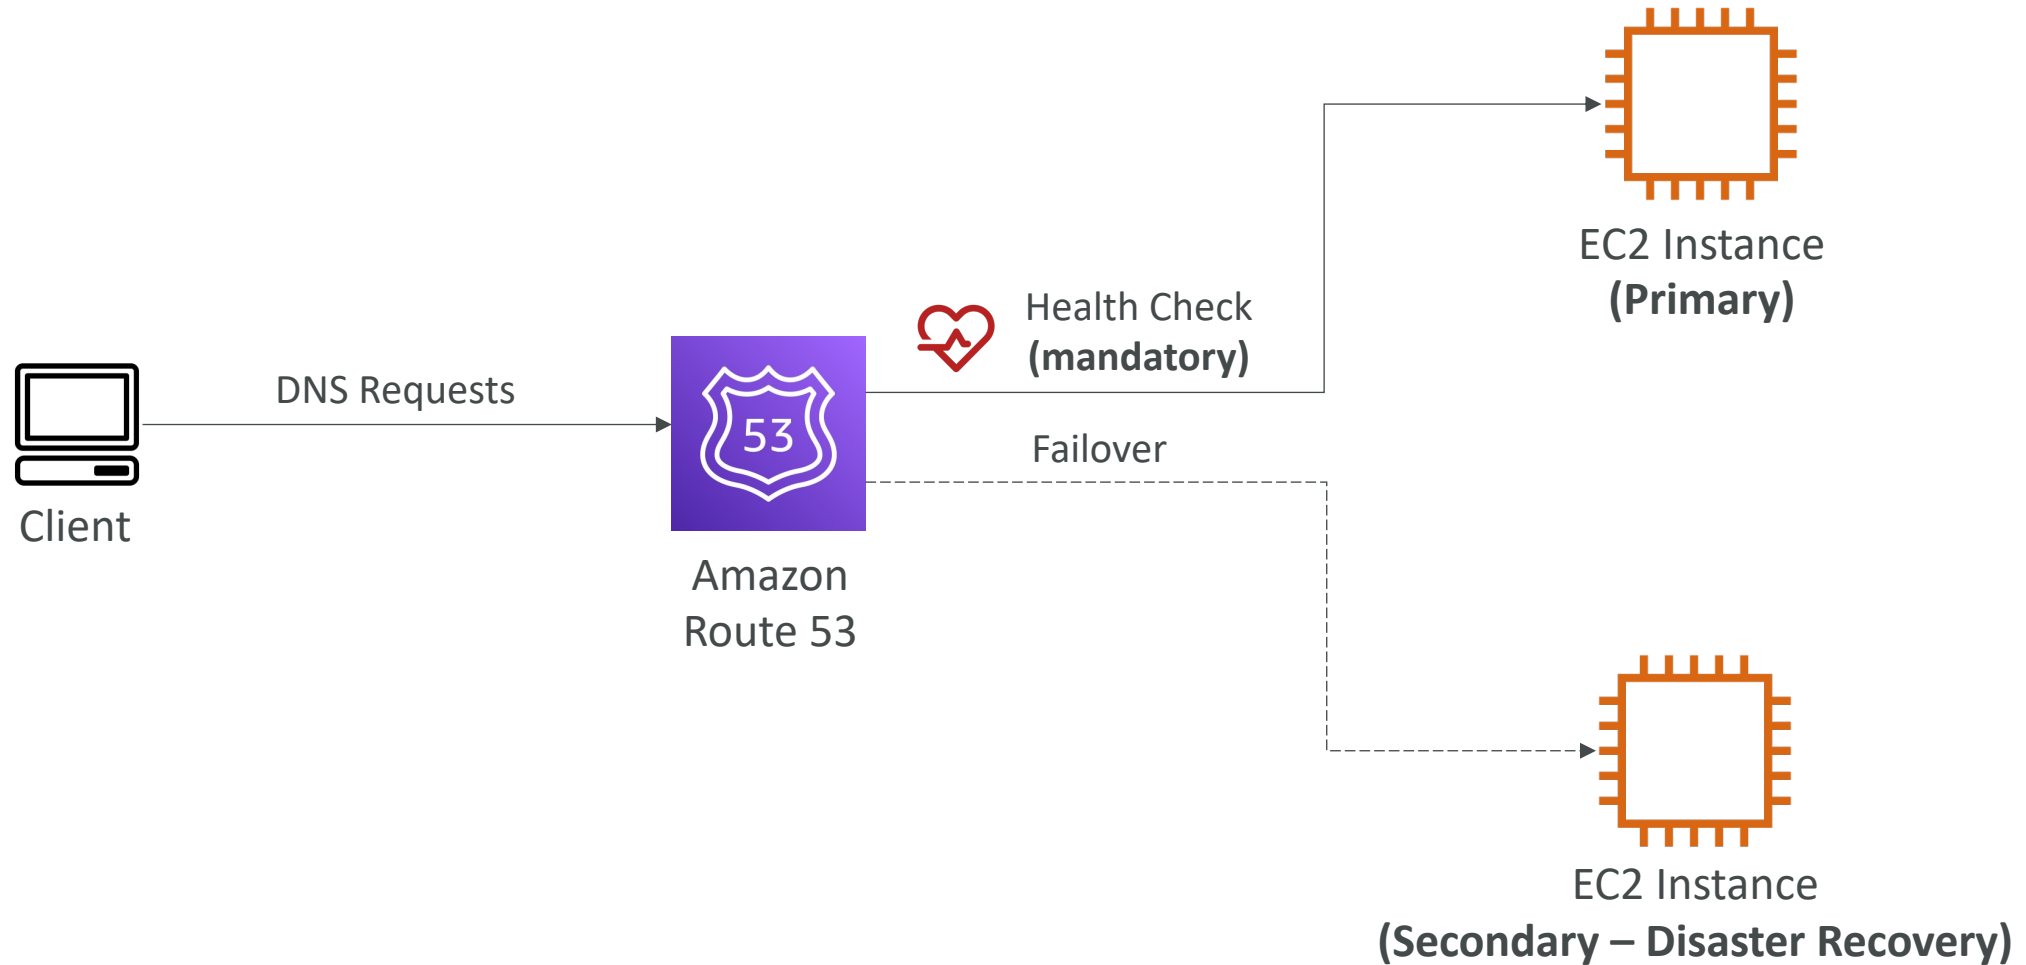 EC2 Instance
(Primary)
Health Check
(mandatory)
DNS Requests
53
Failover
Client
Amazon
Route 53
EC2 Instance
(Secondary – Disaster Recovery)